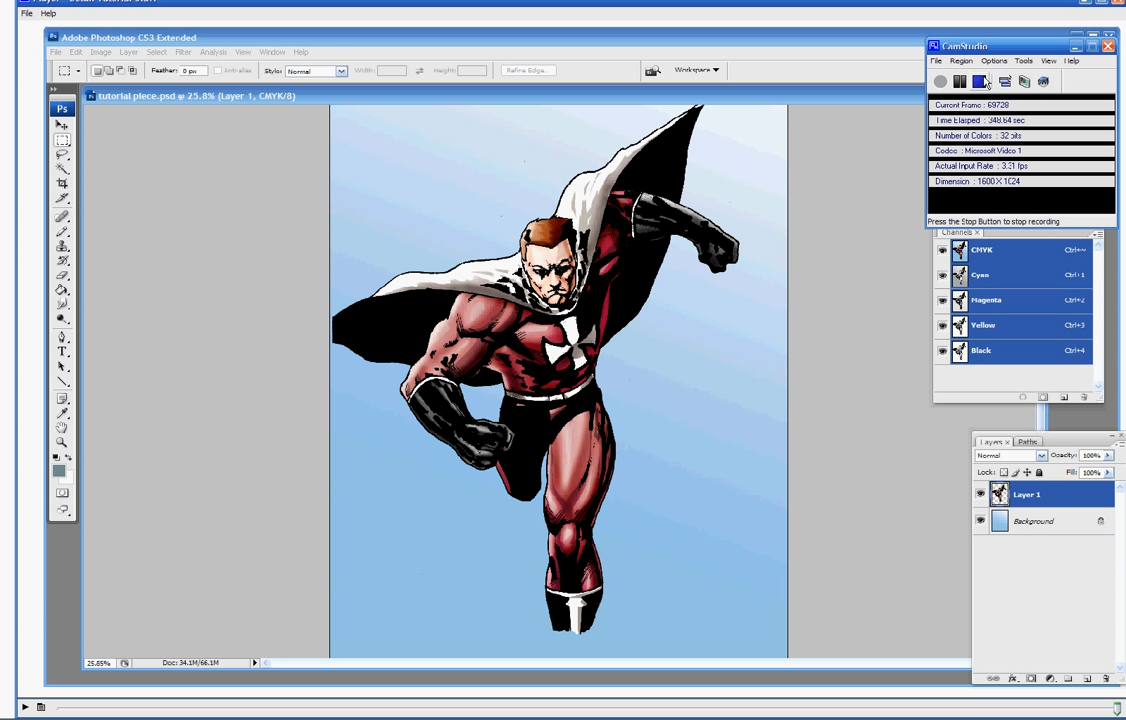 File Help
Adobe Photoshop CS3 Extended
File Edit Image Layer Select Filter Analysis View Window Help
Feather: 0 px Anti-alias Style: Normal Width: Height: Refine Edge... Workspace
Ps
tutorial piece.psd @ 25.8% (Layer 1, CMYK/8)
25.85% Doc: 34.1M/66.1M
CamStudio
File Region Options Tools View Help
Current Frame : 69728
Time Elapsed : 348.64 sec
Number of Colors : 32 bits
Codec : Microsoft Video 1
Actual Input Rate : 3.31 fps
Dimension : 1600 X 1024
Press the Stop Button to stop recording
Channels x
CMYK Ctrl+~
Cyan Ctrl+1
Magenta Ctrl+2
Yellow Ctrl+3
Black Ctrl+4
Layers x Paths
Normal Opacity: 100%
Lock: Fill: 100%
Layer 1
Background